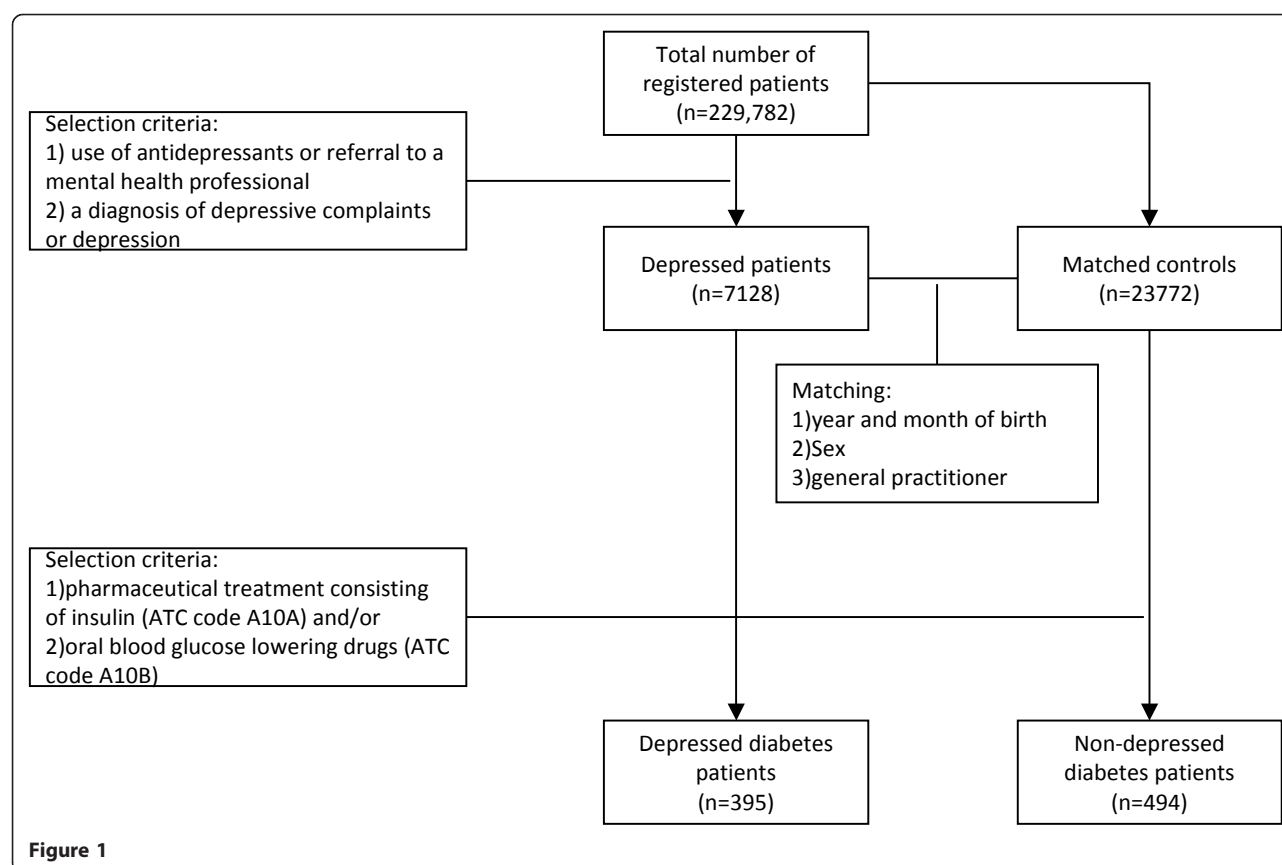 Total number of
registered patients
(n=229,782)
Selection criteria:
1) use of antidepressants or referral to a
mental health professional
2) a diagnosis of depressive complaints
or depression
Depressed patients
(n=7128)
Matched controls
(n=23772)
Matching:
1)year and month of birth
2)Sex
3)general practitioner
Selection criteria:
1)pharmaceutical treatment consisting
of insulin (ATC code A10A) and/or
2)oral blood glucose lowering drugs (ATC
code A10B)
Depressed diabetes
patients
(n=395)
Non-depressed
diabetes patients
(n=494)
Figure 1